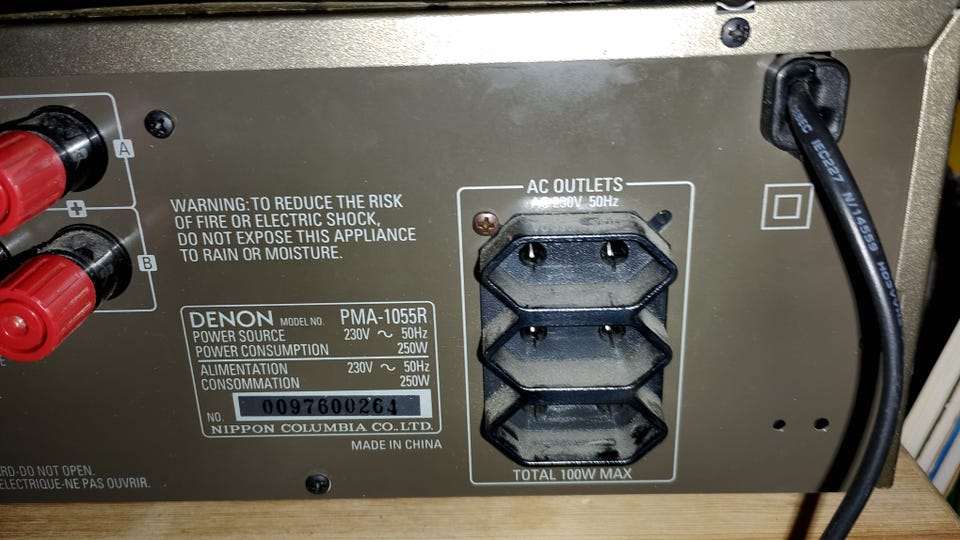 A
B
WARNING: TO REDUCE THE RISK
OF FIRE OR ELECTRIC SHOCK,
DO NOT EXPOSE THIS APPLIANCE
TO RAIN OR MOISTURE.
DENON MODEL NO. PMA-1055R
POWER SOURCE 230V ~ 50Hz
POWER CONSUMPTION 250W
ALIMENTATION 230V ~ 50Hz
CONSOMMATION 250W
NO. 0097600264
NIPPON COLUMBIA CO.,LTD.
MADE IN CHINA
RD-DO NOT OPEN.
ELECTRIQUE-NE PAS OUVRIR.
AC OUTLETS
AC 230V 50Hz
TOTAL 100W MAX
IEC227 N/14559